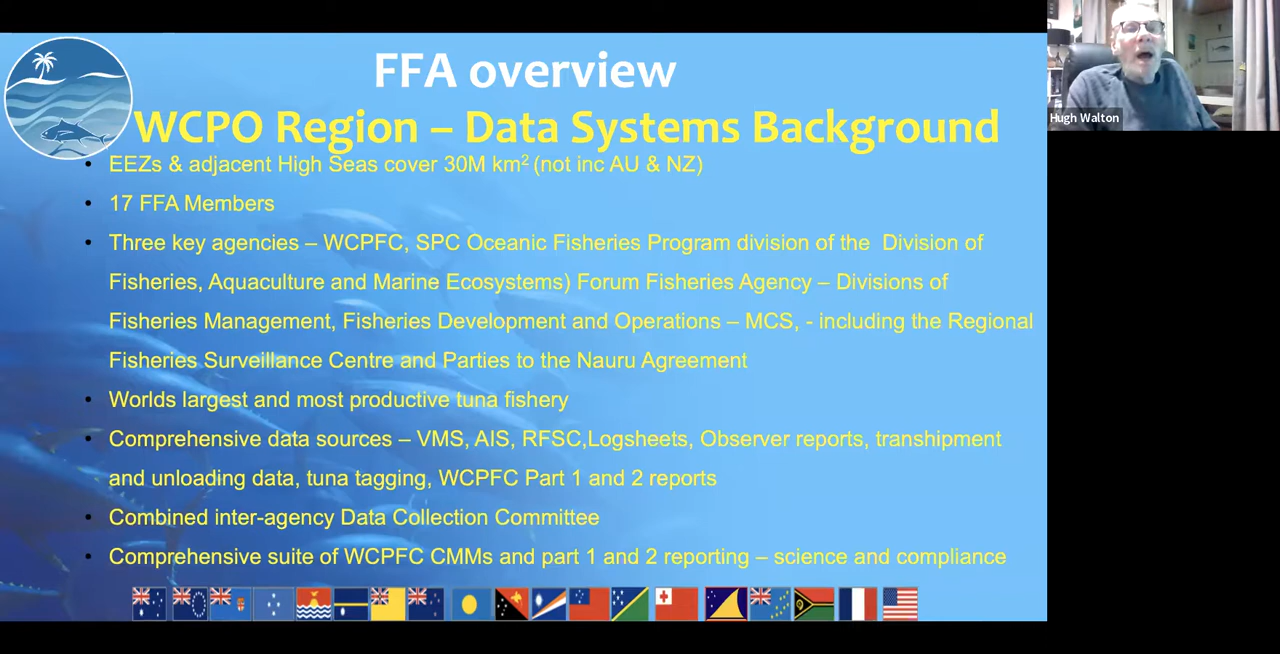 FFA overview
WCPO Region – Data Systems Background
• EEZs & adjacent High Seas cover 30M km² (not inc AU & NZ)
• 17 FFA Members
• Three key agencies – WCPFC, SPC Oceanic Fisheries Program division of the  Division of
Fisheries, Aquaculture and Marine Ecosystems) Forum Fisheries Agency – Divisions of
Fisheries Management, Fisheries Development and Operations – MCS, - including the Regional
Fisheries Surveillance Centre and Parties to the Nauru Agreement
• Worlds largest and most productive tuna fishery
• Comprehensive data sources – VMS, AIS, RFSC,Logsheets, Observer reports, transhipment
and unloading data, tuna tagging, WCPFC Part 1 and 2 reports
• Combined inter-agency Data Collection Committee
• Comprehensive suite of WCPFC CMMs and part 1 and 2 reporting – science and compliance
Hugh Walton